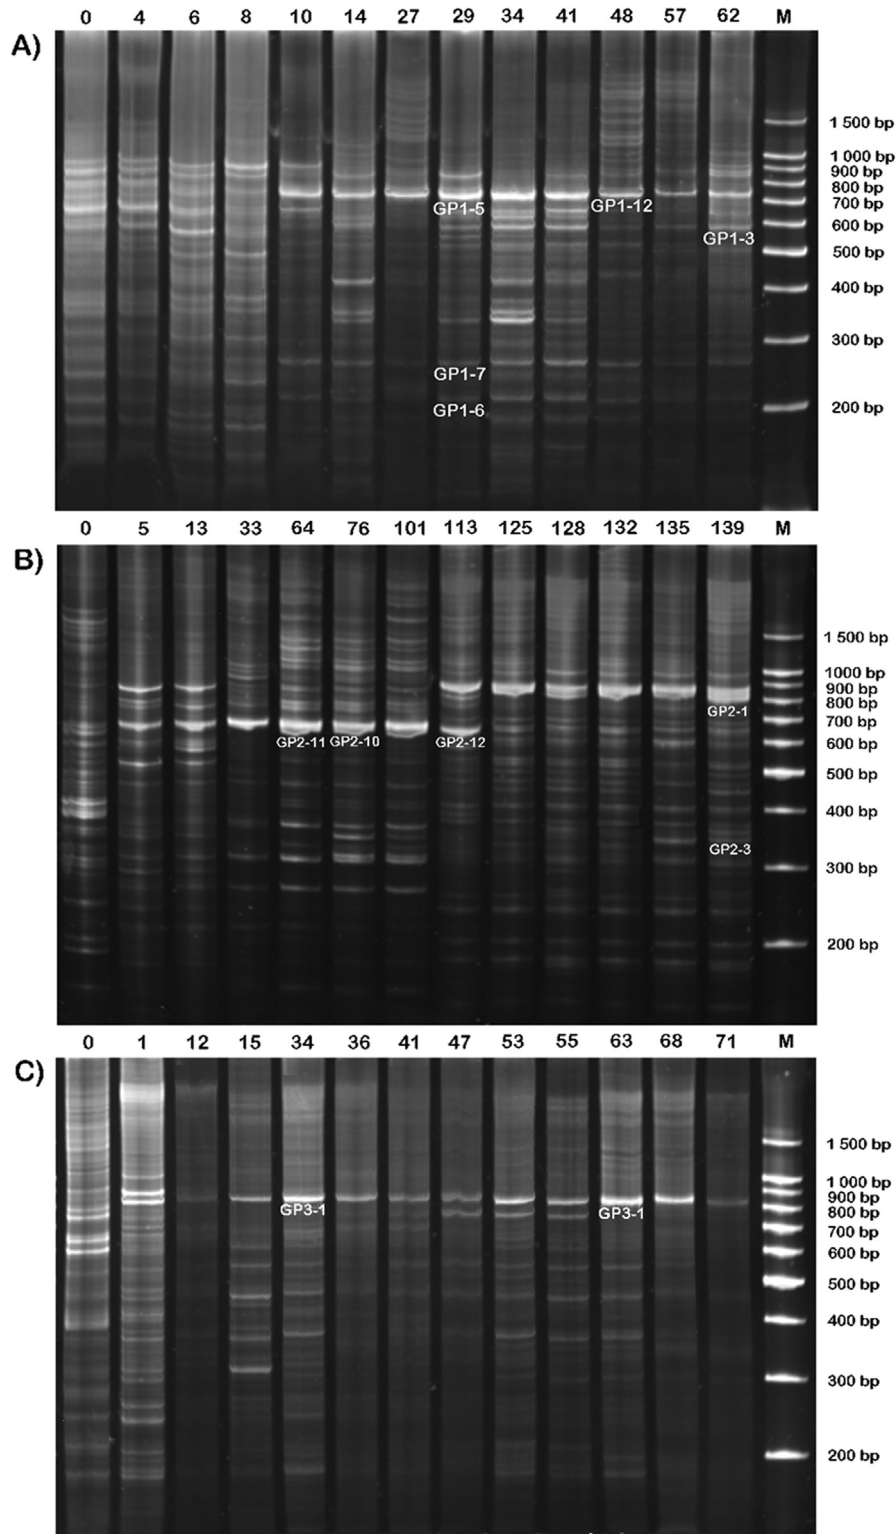 0 4 6 8 10 14 27 29 34 41 48 57 62 M
A)
1 500 bp
1 000 bp
900 bp
800 bp
GP1-5 GP1-12 700 bp
600 bp
GP1-3
500 bp
400 bp
300 bp
GP1-7
GP1-6 200 bp
0 5 13 33 64 76 101 113 125 128 132 135 139 M
B)
1 500 bp
1000 bp
900 bp
800 bp
GP2-1
700 bp
GP2-11 GP2-10 GP2-12 600 bp
500 bp
400 bp
GP2-3
300 bp
200 bp
0 1 12 15 34 36 41 47 53 55 63 68 71 M
C)
1 500 bp
1 000 bp
900 bp
GP3-1 GP3-1 800 bp
700 bp
600 bp
500 bp
400 bp
300 bp
200 bp